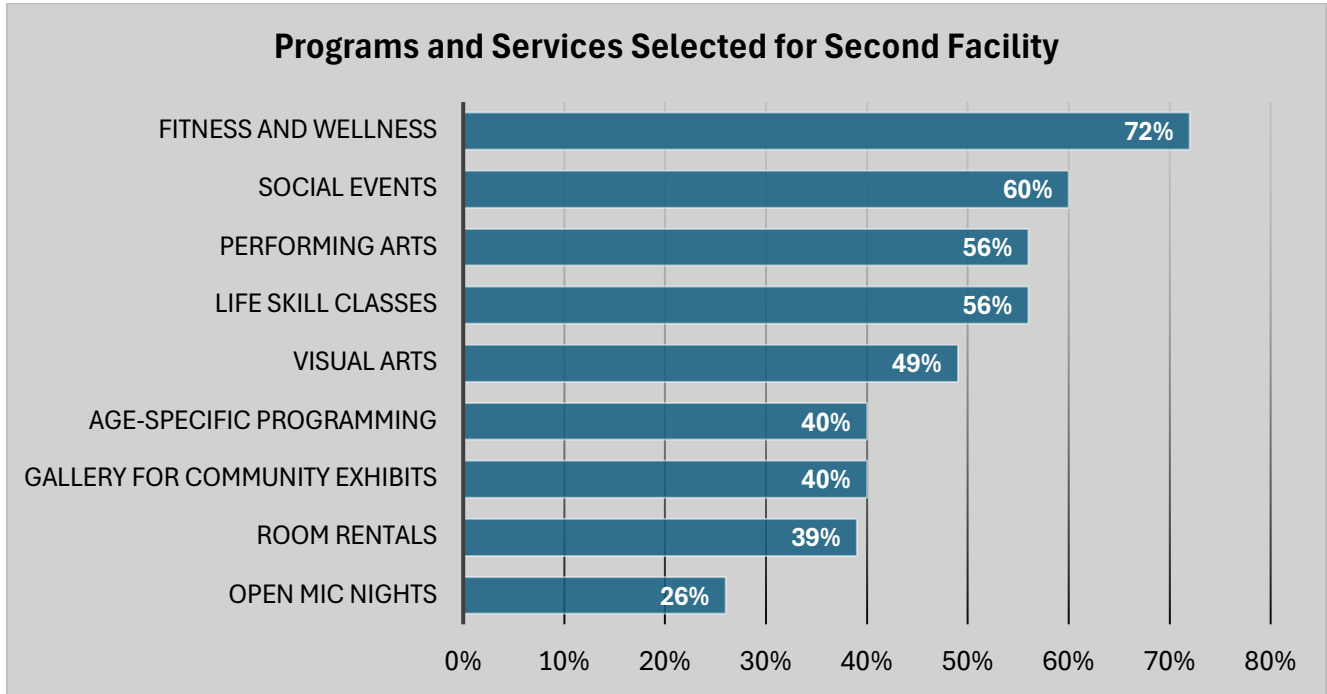 Programs and Services Selected for Second Facility
FITNESS AND WELLNESS 72%
SOCIAL EVENTS 60%
PERFORMING ARTS 56%
LIFE SKILL CLASSES 56%
VISUAL ARTS 49%
AGE-SPECIFIC PROGRAMMING 40%
GALLERY FOR COMMUNITY EXHIBITS 40%
ROOM RENTALS 39%
OPEN MIC NIGHTS 26%
0% 10% 20% 30% 40% 50% 60% 70% 80%